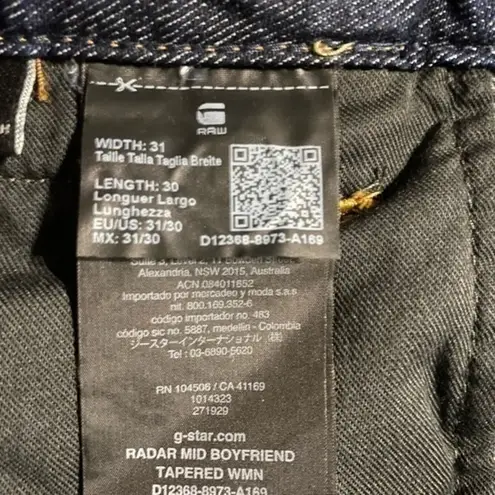 RAW
WIDTH: 31
Taille Talla Taglia Breite
LENGTH: 30
Longuer Largo
Lunghezza
EU/US: 31/30
MX: 31/30
D12368-8973-A169
Alexandria, NSW 2015, Australia
ACN 084011652
Importado por mercadeo y moda s.a.s
nit. 800.169.352-6
código importador no. 483
código sic no. 5887, medellin - Colombia
ジースターインターナショナル (株)
Tel : 03-6890-5620
RN 104506 / CA 41169
1014323
271929
g-star.com
RADAR MID BOYFRIEND
TAPERED WMN
D12368-8973-A169